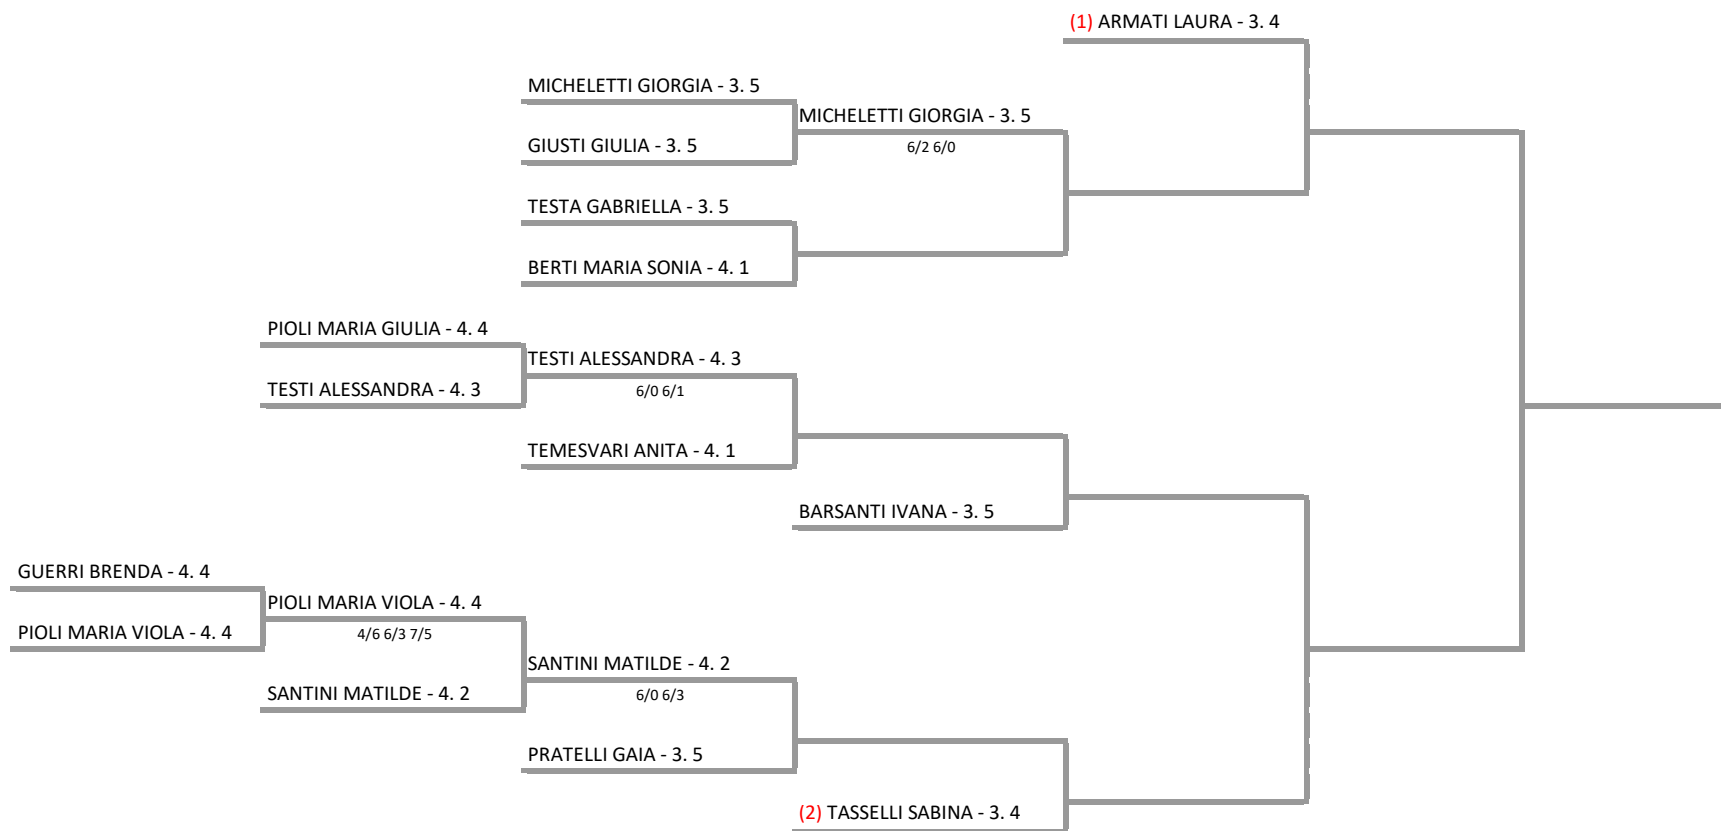 (1) ARMATI LAURA - 3. 4
MICHELETTI GIORGIA - 3. 5
MICHELETTI GIORGIA - 3. 5
GIUSTI GIULIA - 3. 5
6/2 6/0
TESTA GABRIELLA - 3. 5
BERTI MARIA SONIA - 4. 1
PIOLI MARIA GIULIA - 4. 4
TESTI ALESSANDRA - 4. 3
TESTI ALESSANDRA - 4. 3
6/0 6/1
TEMESVARI ANITA - 4. 1
BARSANTI IVANA - 3. 5
GUERRI BRENDA - 4. 4
PIOLI MARIA VIOLA - 4. 4
PIOLI MARIA VIOLA - 4. 4
4/6 6/3 7/5
SANTINI MATILDE - 4. 2
SANTINI MATILDE - 4. 2
6/0 6/3
PRATELLI GAIA - 3. 5
(2) TASSELLI SABINA - 3. 4